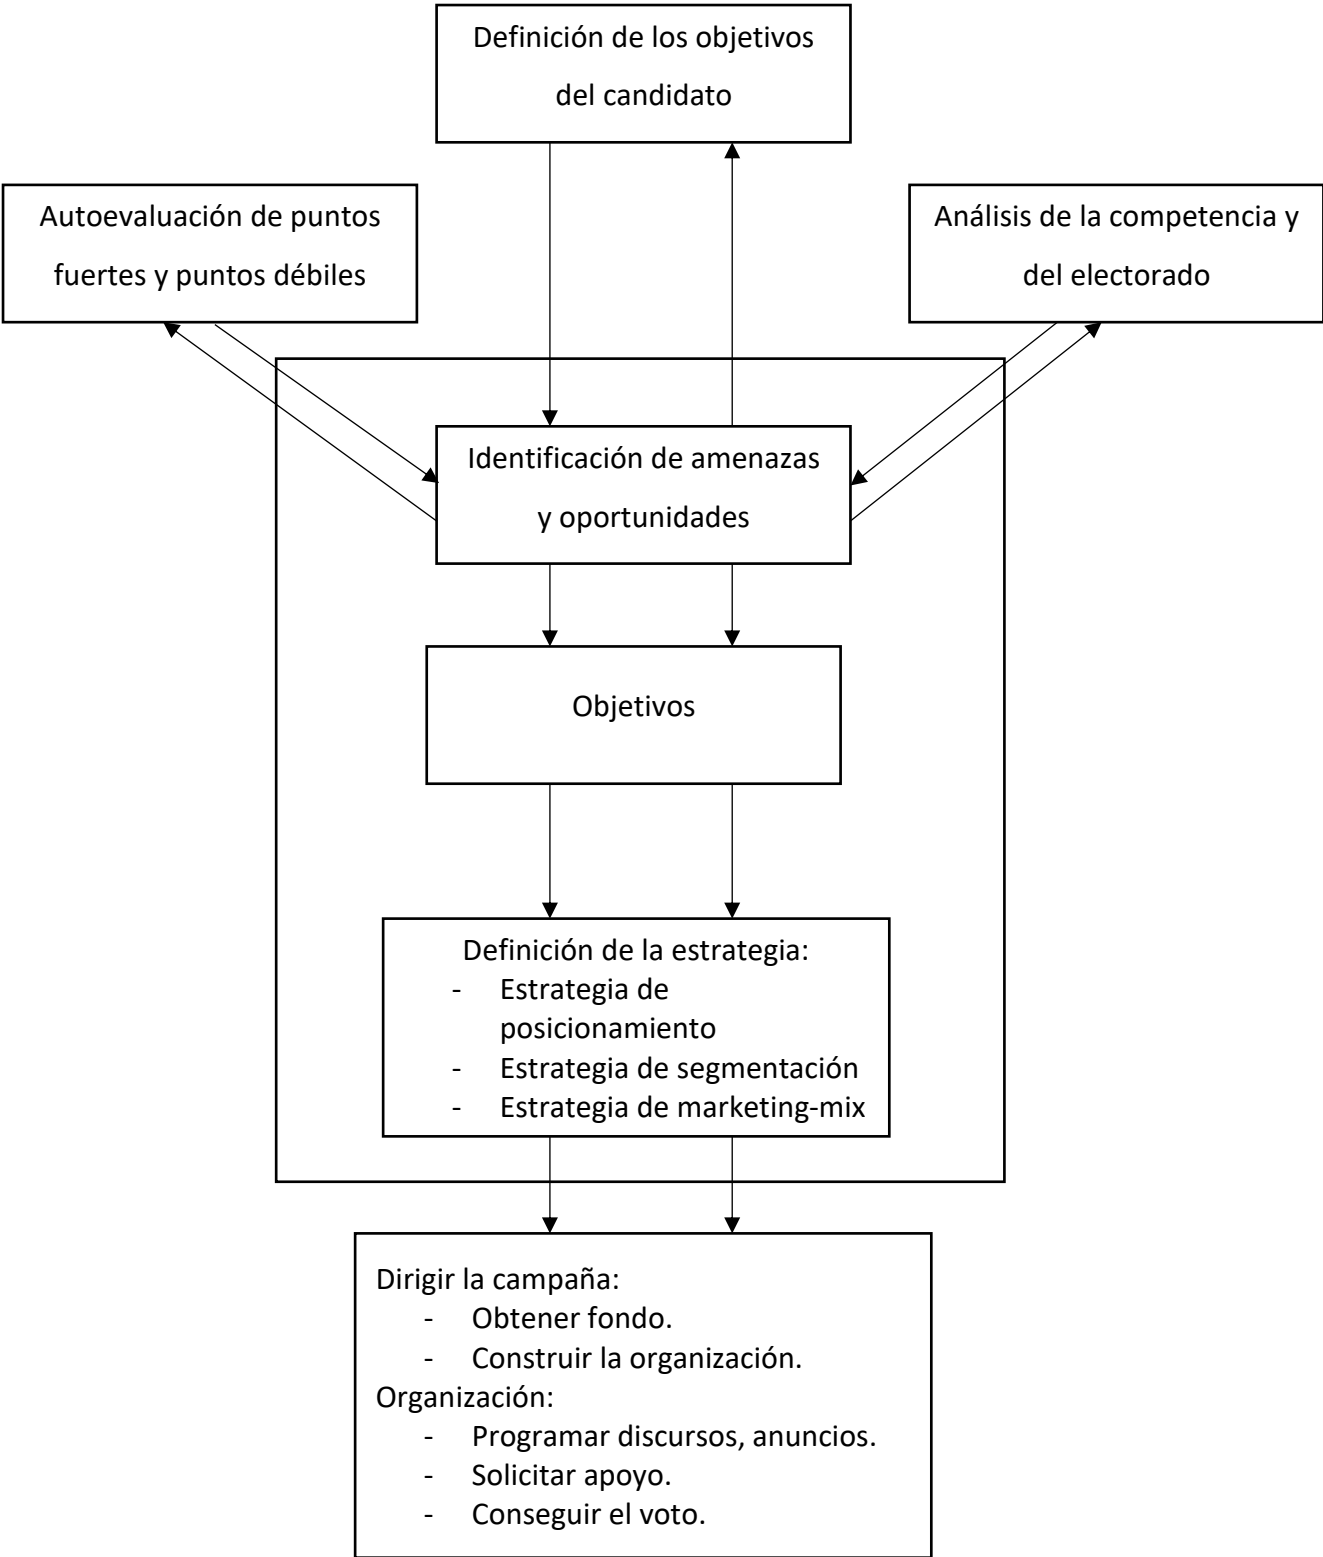 Definición de los objetivos
del candidato
Autoevaluación de puntos
fuertes y puntos débiles
Análisis de la competencia y
del electorado
Identificación de amenazas
y oportunidades
Objetivos
Definición de la estrategia:
- Estrategia de
posicionamiento
- Estrategia de segmentación
- Estrategia de marketing-mix
Dirigir la campaña:
- Obtener fondo.
- Construir la organización.
Organización:
- Programar discursos, anuncios.
- Solicitar apoyo.
- Conseguir el voto.